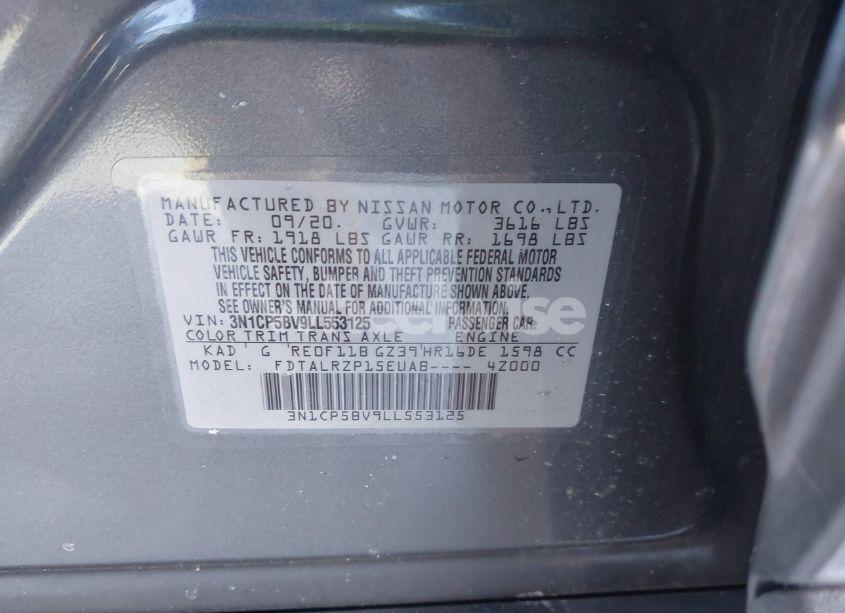 MANUFACTURED BY NISSAN MOTOR CO.,LTD.
DATE: 09/20. GVWR: 3616 LBS
GAWR FR: 1918 LBS GAWR RR: 1698 LBS
THIS VEHICLE CONFORMS TO ALL APPLICABLE FEDERAL MOTOR
VEHICLE SAFETY, BUMPER AND THEFT PREVENTION STANDARDS
IN EFFECT ON THE DATE OF MANUFACTURE SHOWN ABOVE.
SEE OWNER'S MANUAL FOR ADDITIONAL INFORMATION.
VIN: 3N1CP5BV9LL553125 PASSENGER CAR
COLOR TRIM TRANS AXLE ENGINE
KAD G RE0F11B GZ39 HR16DE 1598 CC
MODEL: FDTALRZP15EUAB---- 4Z000
3N1CP5BV9LL553125